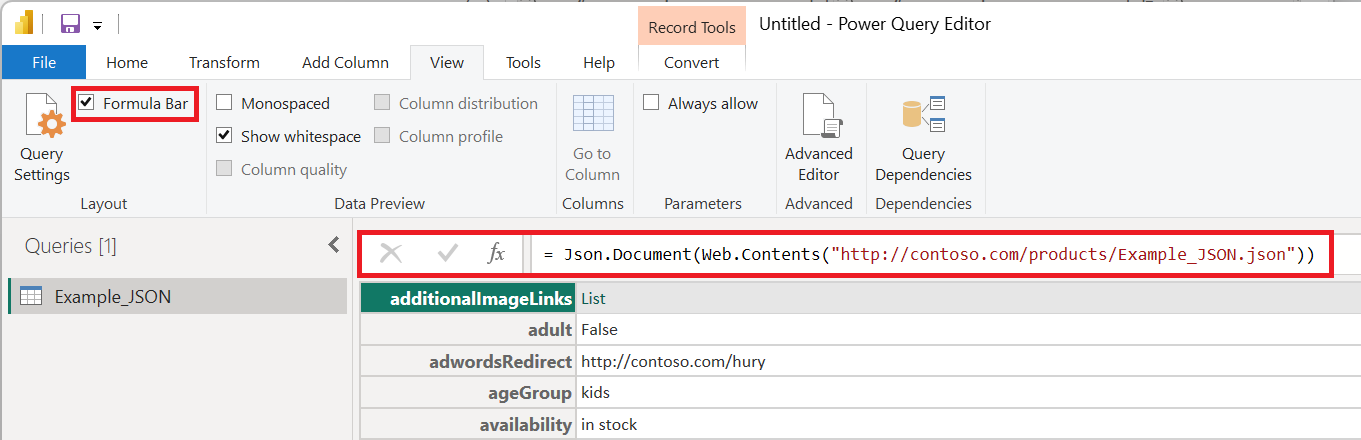 Record Tools
Untitled - Power Query Editor
File Home Transform Add Column View Tools Help Convert
Formula Bar
Monospaced
Column distribution
Always allow
Show whitespace
Column profile
Query
Settings
Go to
Column
Advanced
Editor
Query
Dependencies
Column quality
Layout
Data Preview
Columns
Parameters
Advanced
Dependencies
Queries [1]
fx
= Json.Document(Web.Contents("http://contoso.com/products/Example_JSON.json"))
Example_JSON
additionalImageLinks List
adult False
adwordsRedirect http://contoso.com/hury
ageGroup kids
availability in stock